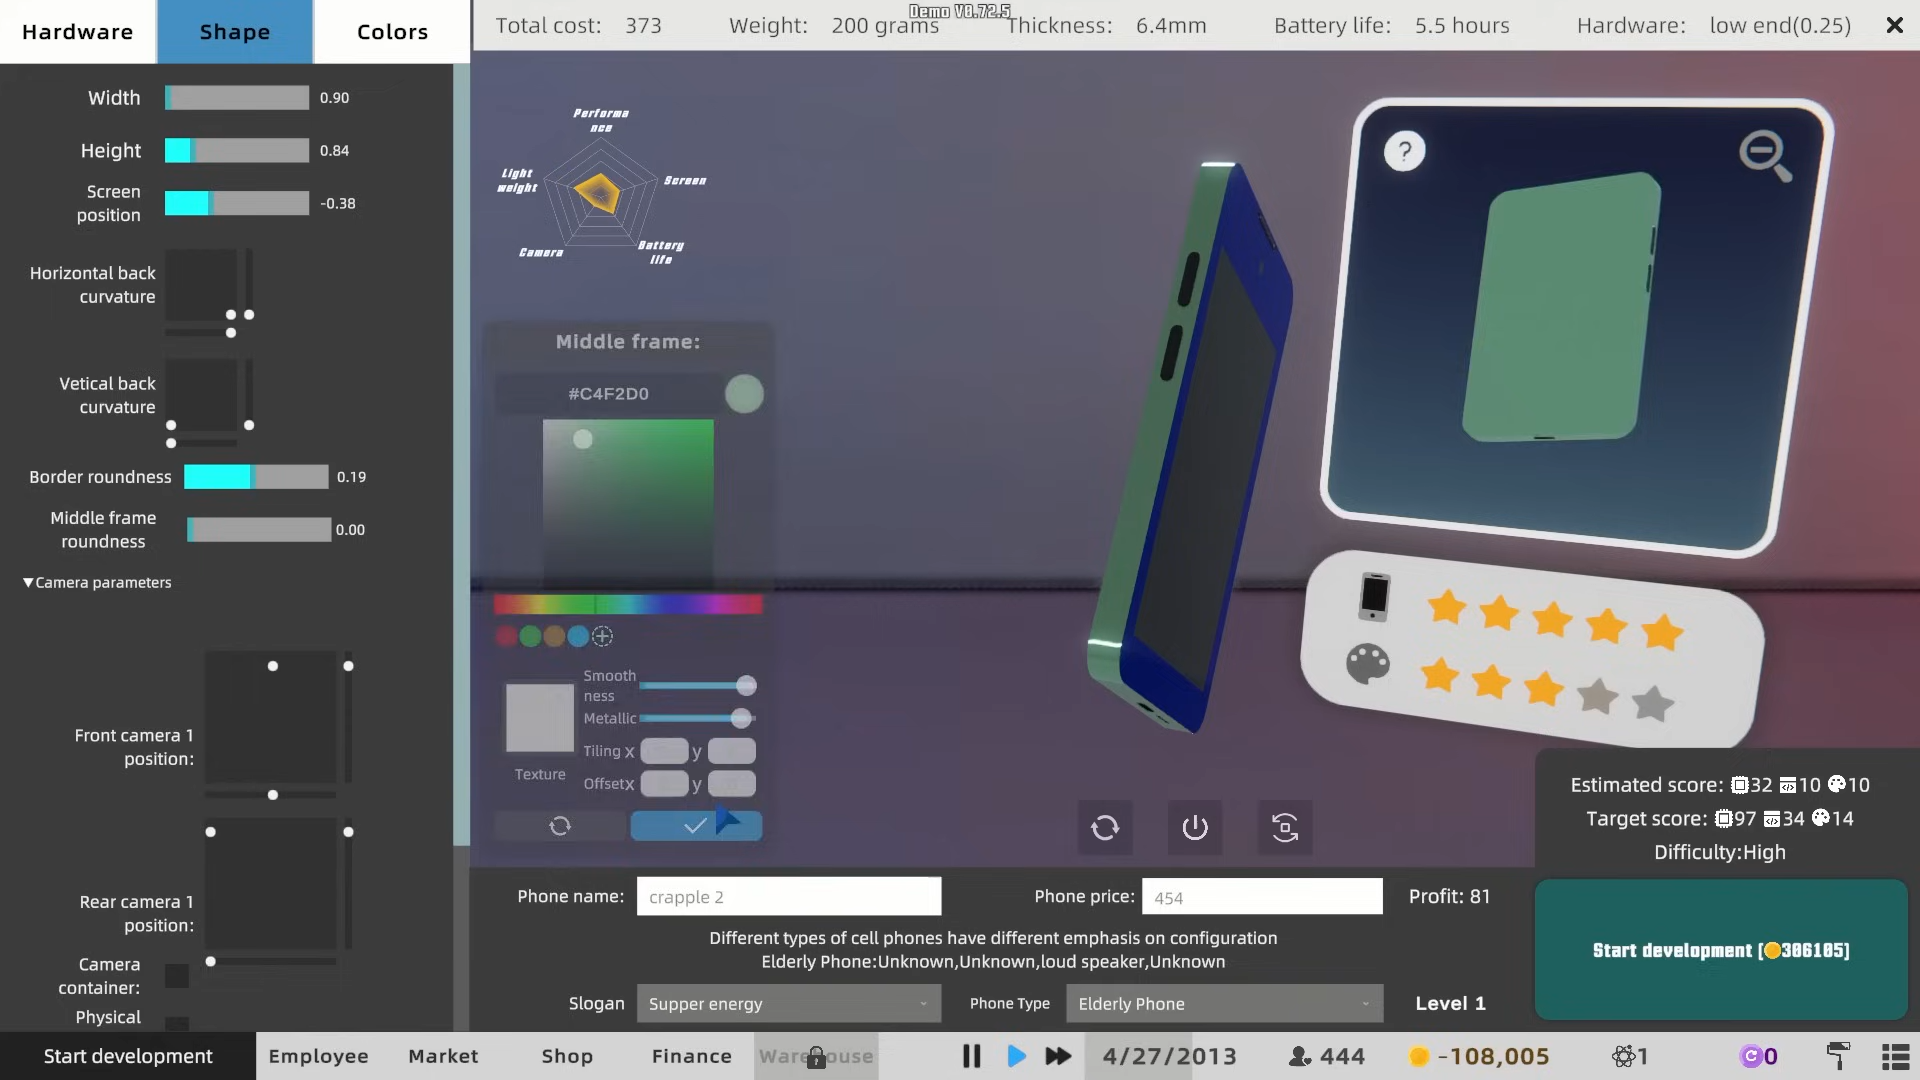 Hardware
Shape
Colors
Demo V0.72.5
Total cost: 373
Weight: 200 grams
Thickness: 6.4mm
Battery life: 5.5 hours
Hardware: low end(0.25)
Width
0.90
Height
0.84
Screen
position
-0.38
Horizontal back
curvature
Vetical back
curvature
Border roundness
0.19
Middle frame
roundness
0.00
▼Camera parameters
Front camera 1
position:
Rear camera 1
position:
Camera
container:
Physical
Performa
nce
Light
weight
Screen
Camera
Battery
life
Middle frame:
#C4F2D0
Smooth
ness
Metallic
Tiling x y
Texture
Offsetx y
?
Estimated score: 32 10 10
Target score: 97 34 14
Difficulty:High
Start development [306105]
Phone name: crapple 2
Phone price: 454
Profit: 81
Different types of cell phones have different emphasis on configuration
Elderly Phone:Unknown,Unknown,loud speaker,Unknown
Slogan Supper energy
Phone Type Elderly Phone
Level 1
Start development
Employee
Market
Shop
Finance
Warehouse
4/27/2013
444
-108,005
1
0